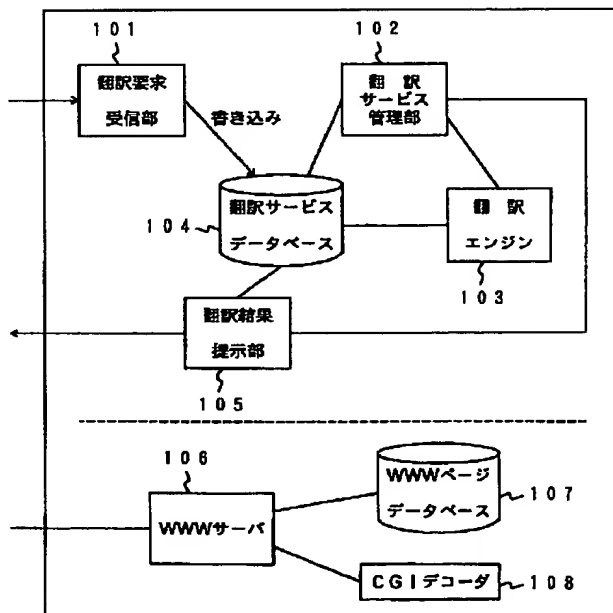 101
翻訳要求
受信部
書き込み
102
翻訳
サービス
管理部
104
翻訳サービス
データベース
翻訳
エンジン
103
翻訳結果
提示部
105
106
WWWサーバ
WWWページ
データベース
107
CGIデコーダ
108